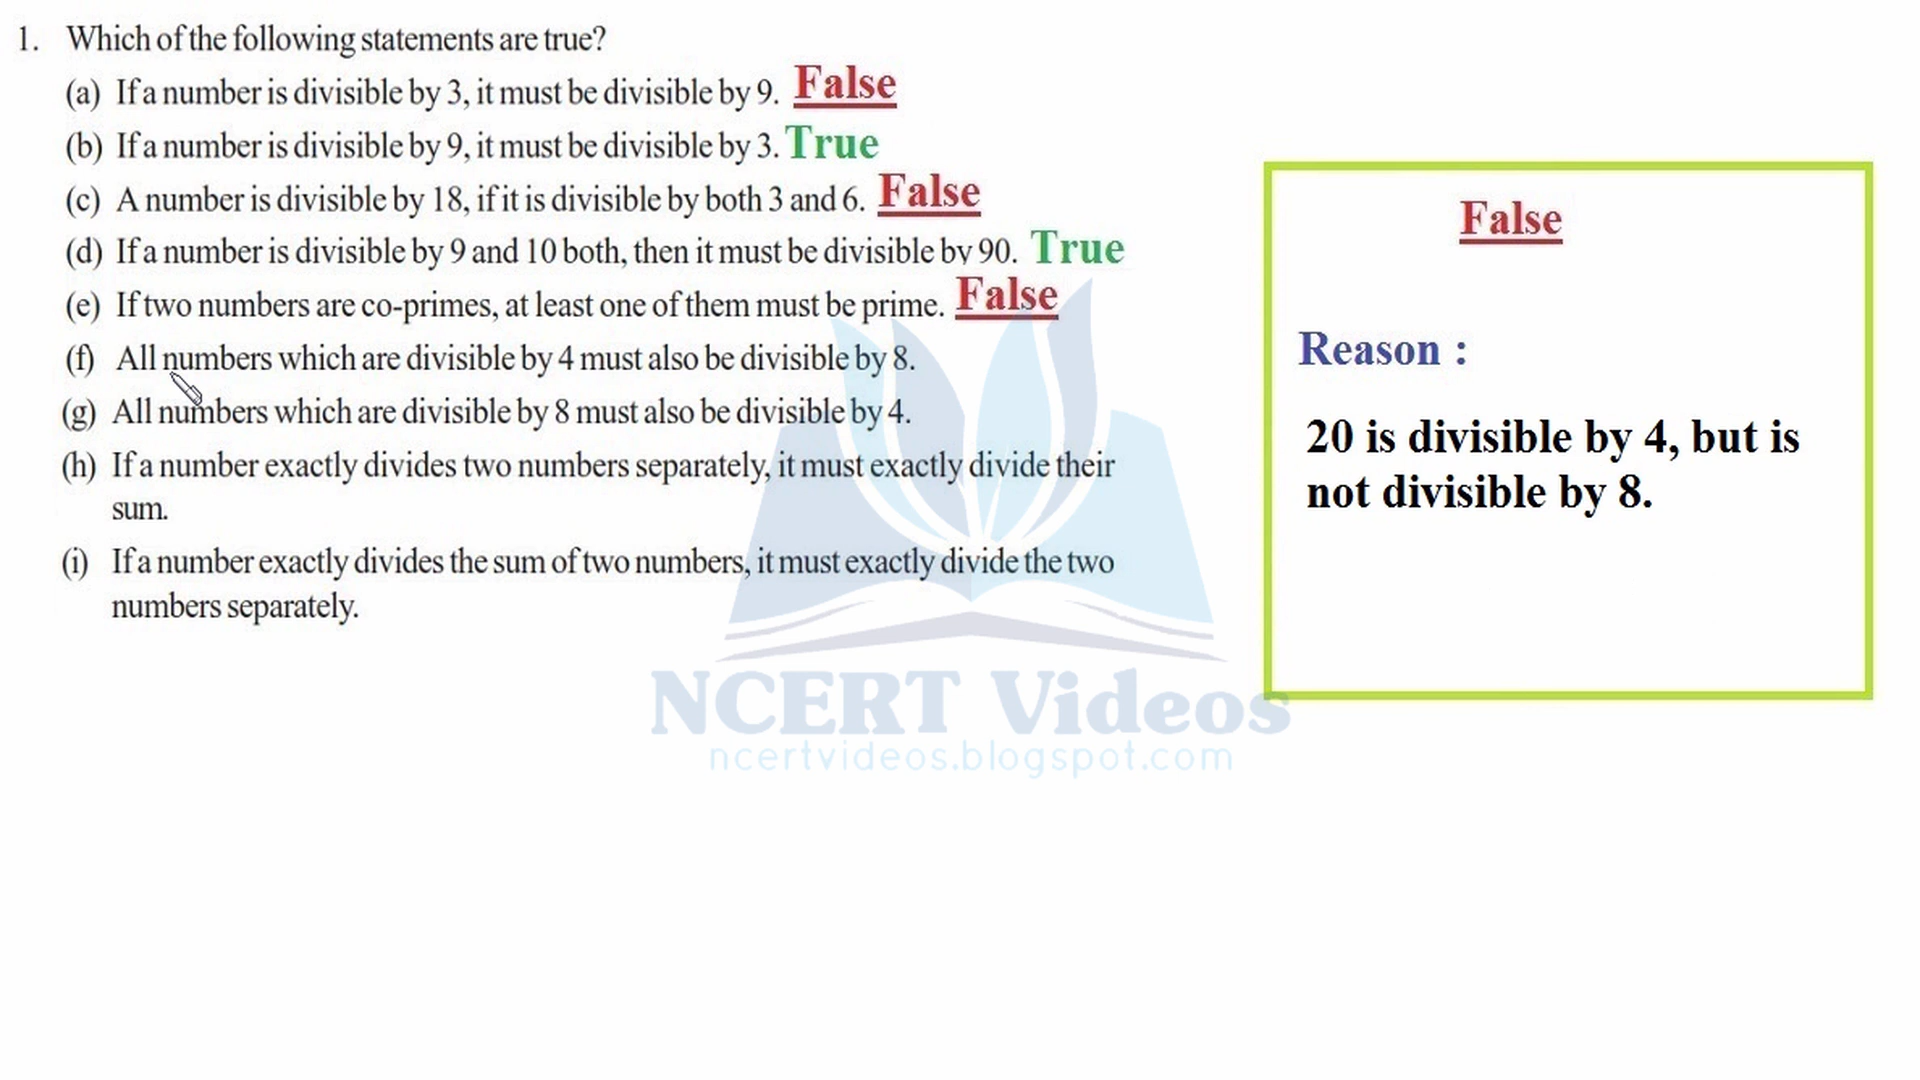 1. Which of the following statements are true?
(a) If a number is divisible by 3, it must be divisible by 9. False
(b) If a number is divisible by 9, it must be divisible by 3. True
(c) A number is divisible by 18, if it is divisible by both 3 and 6. False
(d) If a number is divisible by 9 and 10 both, then it must be divisible by 90. True
(e) If two numbers are co-primes, at least one of them must be prime. False
(f) All numbers which are divisible by 4 must also be divisible by 8.
(g) All numbers which are divisible by 8 must also be divisible by 4.
(h) If a number exactly divides two numbers separately, it must exactly divide their
sum.
(i) If a number exactly divides the sum of two numbers, it must exactly divide the two
numbers separately.
False
Reason :
20 is divisible by 4, but is
not divisible by 8.
NCERT Videos
ncertvideos.blogspot.com